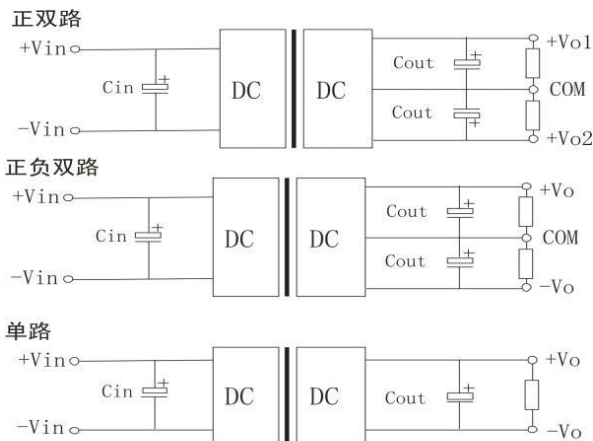 正双路
+Vin
+Vo1
Cin
+
DC
DC
Cout
+
COM
Cout
+
-Vin
+Vo2
正负双路
+Vin
+Vo
Cin
+
DC
DC
Cout
+
COM
Cout
+
-Vin
-Vo
单路
+Vin
+Vo
Cin
+
DC
DC
Cout
+
-Vin
-Vo